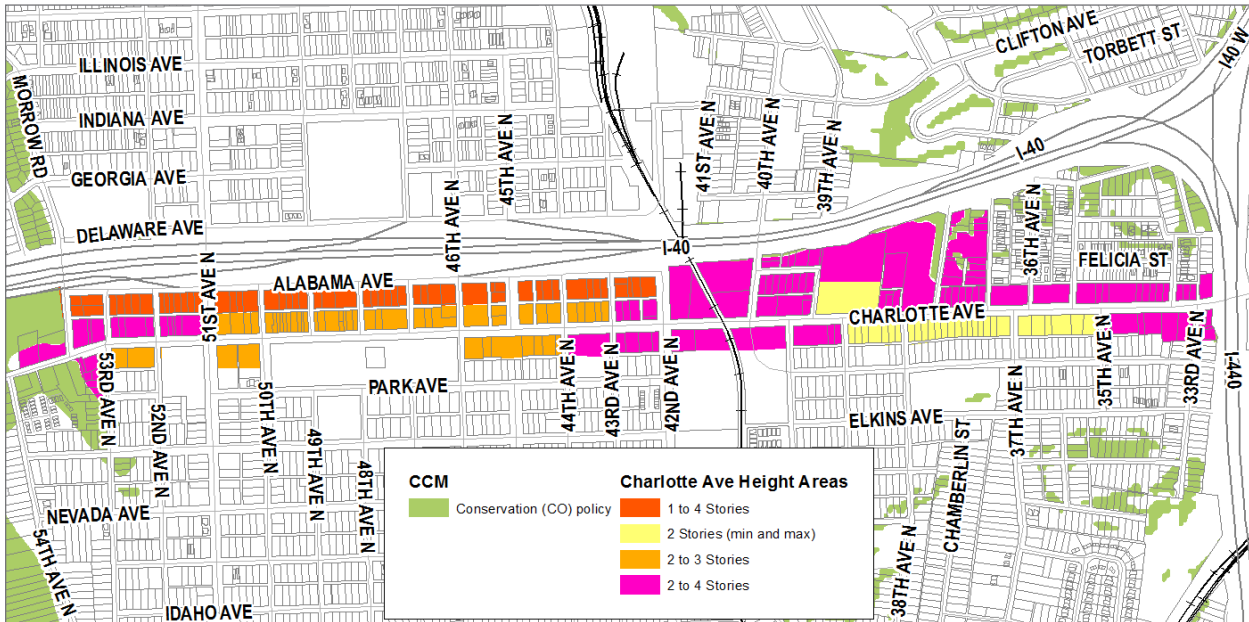 CLIFTON AVE
TORBETT ST
I40 W
ILLINOIS AVE
MORROW RD
INDIANA AVE
45TH AVE N
41ST AVE N
40TH AVE N
39TH AVE N
I-40
GEORGIA AVE
46TH AVE N
36TH AVE N
DELAWARE AVE
I-40
FELICIA ST
51ST AVE N
ALABAMA AVE
CHARLOTTE AVE
53RD AVE N
52ND AVE N
50TH AVE N
PARK AVE
44TH AVE N
43RD AVE N
42ND AVE N
37TH AVE N
35TH AVE N
33RD AVE N
I-440
ELKINS AVE
CHAMBERLIN ST
49TH AVE N
48TH AVE N
NEVADA AVE
54TH AVE N
38TH AVE N
IDAHO AVE
CCM
Conservation (CO) policy
Charlotte Ave Height Areas
1 to 4 Stories
2 Stories (min and max)
2 to 3 Stories
2 to 4 Stories